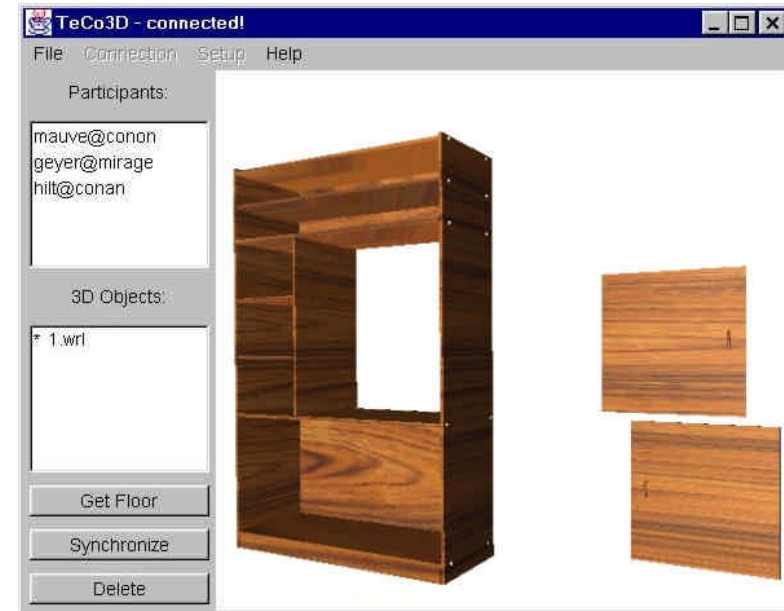 TeCo3D - connected!
File Connection Setup Help
Participants:
mauve@conon
geyer@mirage
hilt@conan
3D Objects:
* 1.wrl
Get Floor
Synchronize
Delete